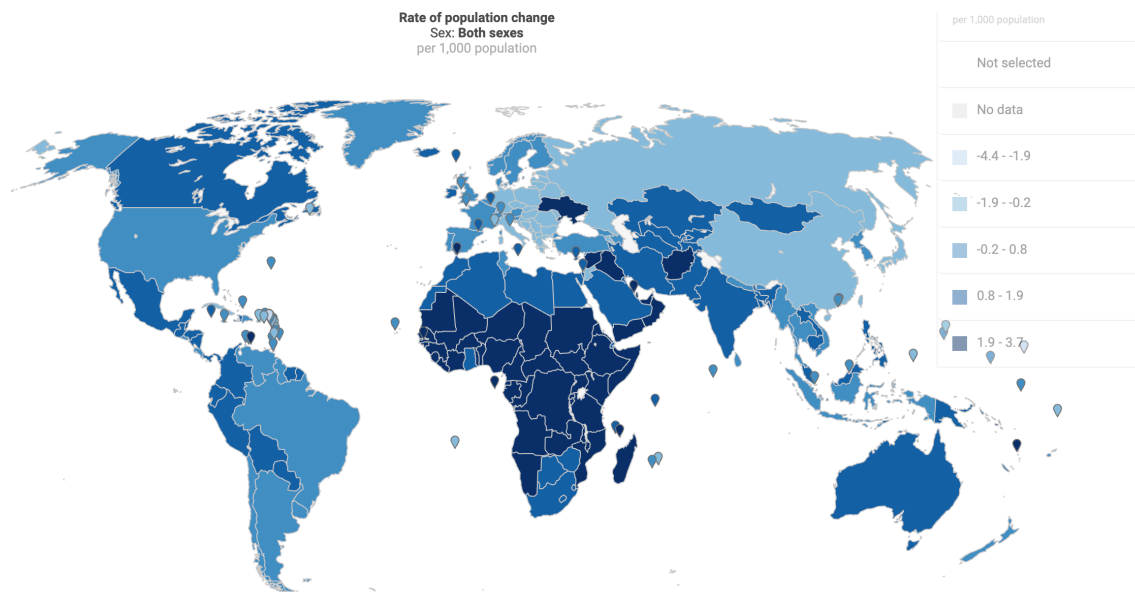 Rate of population change
Sex: Both sexes
per 1,000 population
per 1,000 population
Not selected
No data
-4.4 - -1.9
-1.9 - -0.2
-0.2 - 0.8
0.8 - 1.9
1.9 - 3.7